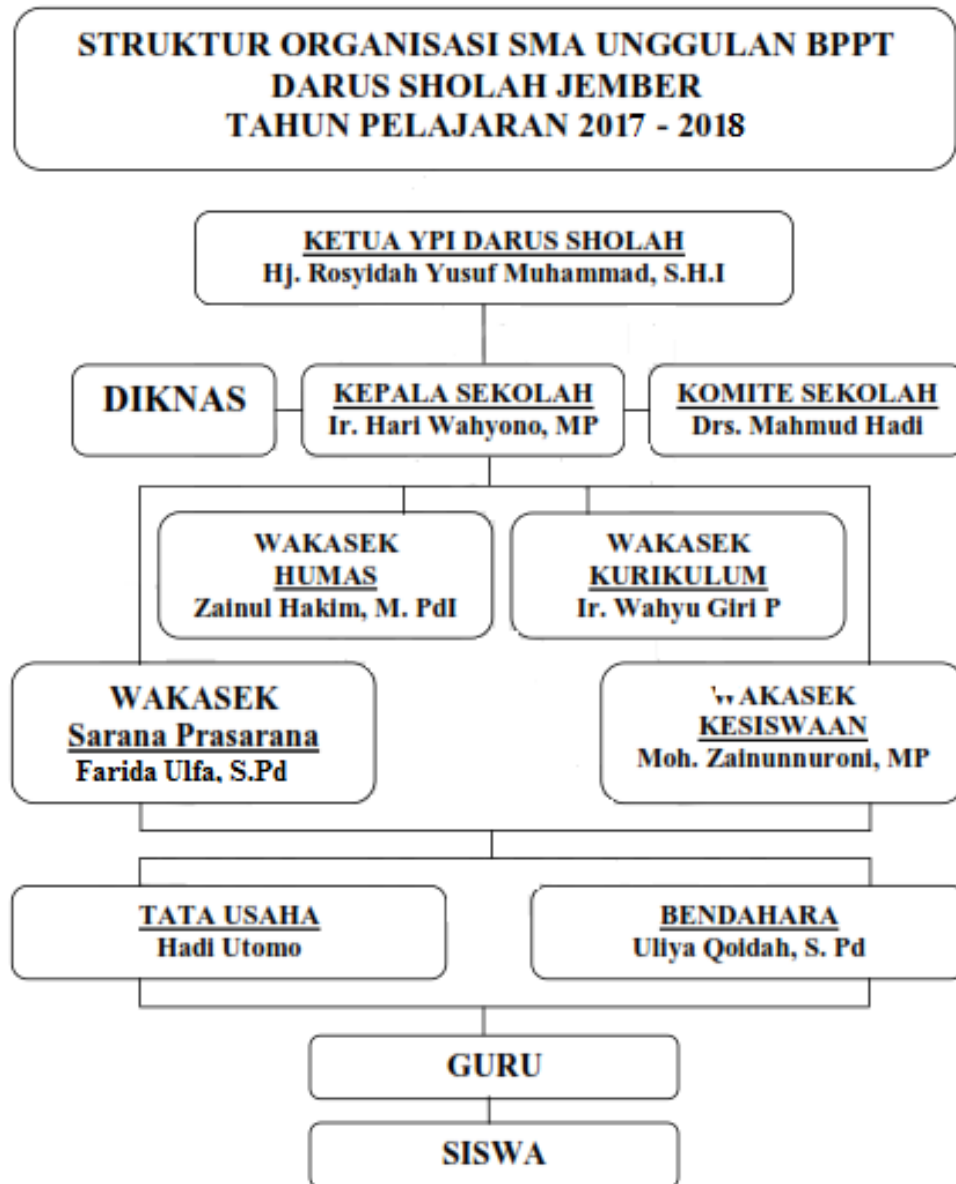 STRUKTUR ORGANISASI SMA UNGGULAN BPPT
DARUS SHOLAH JEMBER
TAHUN PELAJARAN 2017 - 2018
KETUA YPI DARUS SHOLAH
Hj. Rosyidah Yusuf Muhammad, S.H.I
DIKNAS
KEPALA SEKOLAH
Ir. Hari Wahyono, MP
KOMITE SEKOLAH
Drs. Mahmud Hadi
WAKASEK
HUMAS
Zainul Hakim, M. PdI
WAKASEK
KURIKULUM
Ir. Wahyu Giri P
WAKASEK
Sarana Prasarana
Farida Ulfa, S.Pd
WAKASEK
KESISWAAN
Moh. Zainunnuroni, MP
TATA USAHA
Hadi Utomo
BENDAHARA
Uliya Qoidah, S. Pd
GURU
SISWA